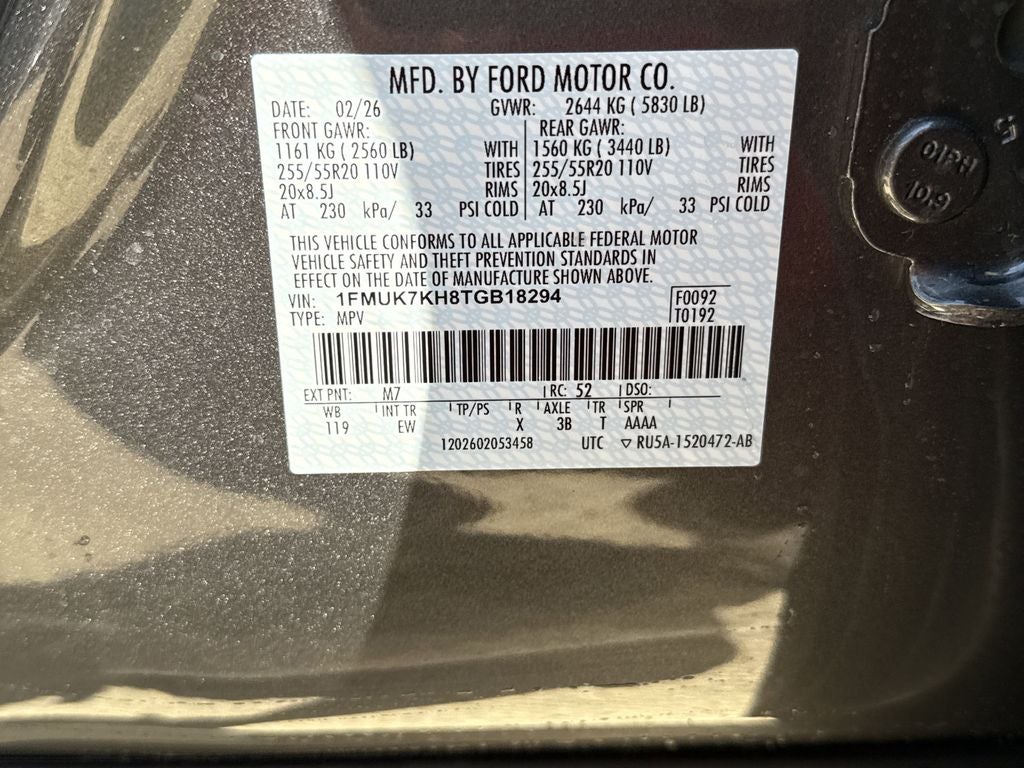 MFD. BY FORD MOTOR CO.
DATE: 02/26 GVWR: 2644 KG ( 5830 LB)
FRONT GAWR: REAR GAWR:
1161 KG ( 2560 LB) WITH 1560 KG ( 3440 LB) WITH
255/55R20 110V TIRES 255/55R20 110V TIRES
20x8.5J RIMS 20x8.5J RIMS
AT 230 kPa/ 33 PSI COLD AT 230 kPa/ 33 PSI COLD
THIS VEHICLE CONFORMS TO ALL APPLICABLE FEDERAL MOTOR
VEHICLE SAFETY AND THEFT PREVENTION STANDARDS IN
EFFECT ON THE DATE OF MANUFACTURE SHOWN ABOVE.
VIN: 1FMUK7KH8TGB18294 F0092
TYPE: MPV T0192
EXT PNT: M7 RC: 52 DSO:
WB INT TR TP/PS R AXLE TR SPR
119 EW X 3B T AAAA
1202602053458 UTC ▽ RU5A-1520472-AB
10.9